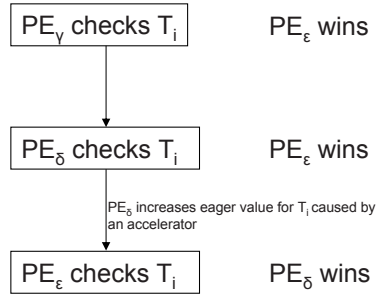 PEγ checks Ti PEε wins
PEδ checks Ti PEε wins
PEδ increases eager value for Ti caused by
an accelerator
PEε checks Ti PEδ wins